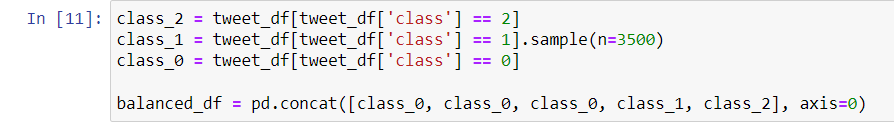 In [11]: class_2 = tweet_df[tweet_df['class'] == 2]
class_1 = tweet_df[tweet_df['class'] == 1].sample(n=3500)
class_0 = tweet_df[tweet_df['class'] == 0]
balanced_df = pd.concat([class_0, class_0, class_0, class_1, class_2], axis=0)